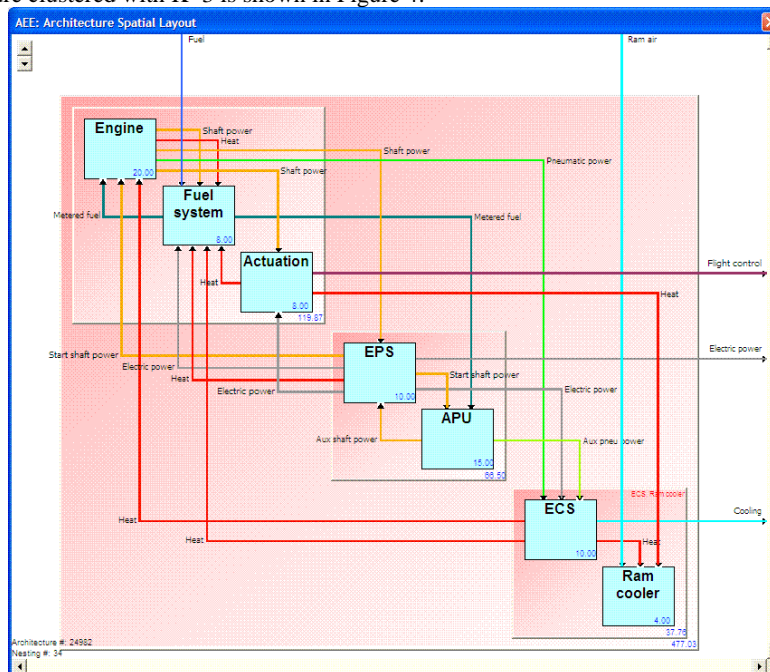 re clustered with K=3 is shown in Figure 4.
AEE: Architecture Spatial Layout
Fuel
Ram air
Engine
20.00
Shaft power
Heat
Shaft power
Pneumatic power
Shaft power
Fuel
system
8.00
Metered fuel
Metered fuel
Actuation
8.00
119.87
Flight control
Heat
Heat
EPS
10.00
Start shaft power
Electric power
Electric power
Heat
Electric power
Start shaft power
Electric power
APU
15.00
66.50
Aux shaft power
Aux pneu power
ECS, Ram cooler
ECS
10.00
Cooling
Heat
Heat
Heat
Ram
cooler
4.00
37.76
477.03
Architecture #: 24982
Nesting #: 34